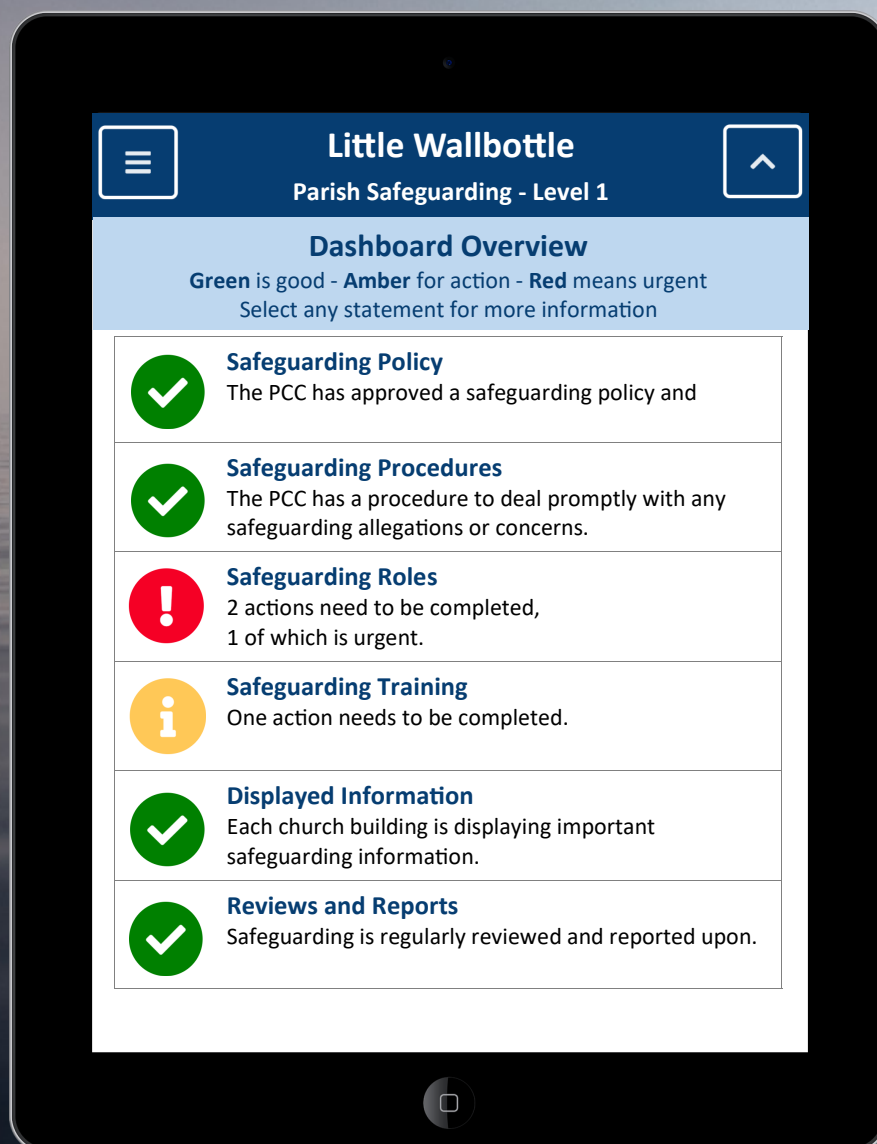 Little Wallbottle
Parish Safeguarding - Level 1
Dashboard Overview
Green is good - Amber for action - Red means urgent
Select any statement for more information
Safeguarding Policy
The PCC has approved a safeguarding policy and
Safeguarding Procedures
The PCC has a procedure to deal promptly with any
safeguarding allegations or concerns.
Safeguarding Roles
2 actions need to be completed,
1 of which is urgent.
Safeguarding Training
One action needs to be completed.
Displayed Information
Each church building is displaying important
safeguarding information.
Reviews and Reports
Safeguarding is regularly reviewed and reported upon.